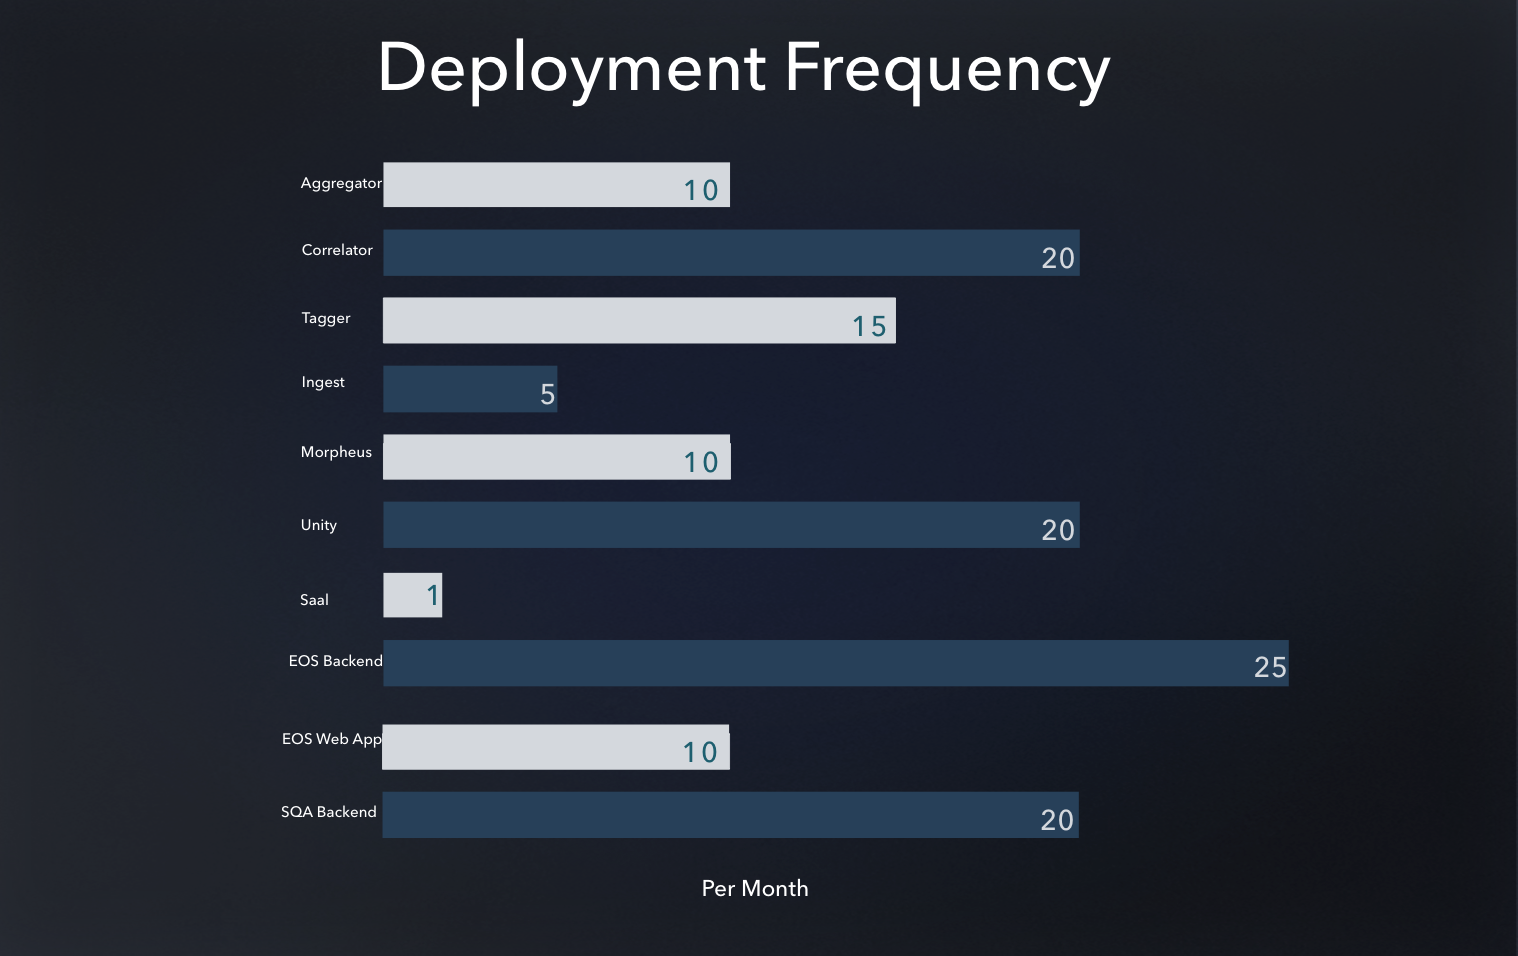 Deployment Frequency
Aggregator 10
Correlator 20
Tagger 15
Ingest 5
Morpheus 10
Unity 20
Saal 1
EOS Backend 25
EOS Web App 10
SQA Backend 20
Per Month